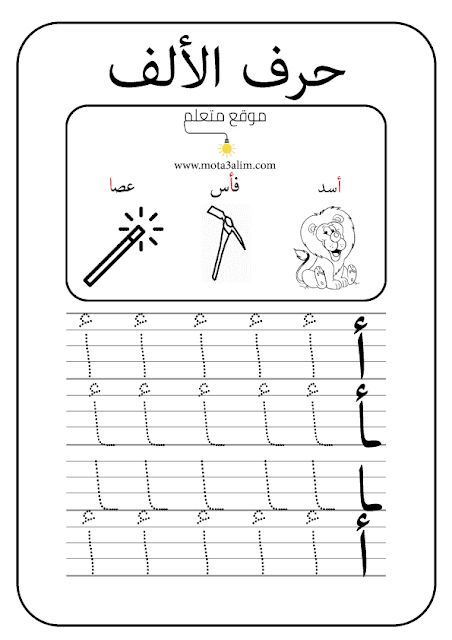 حرف الألف
موقع متعلم
www.mota3alim.com
أسد فأس عصا
أ أ أ أ أ أ
ـأ ـأ ـأ ـأ ـأ ـأ
ـا ـا ـا ـا ـا ـا
أ أ أ أ أ أ